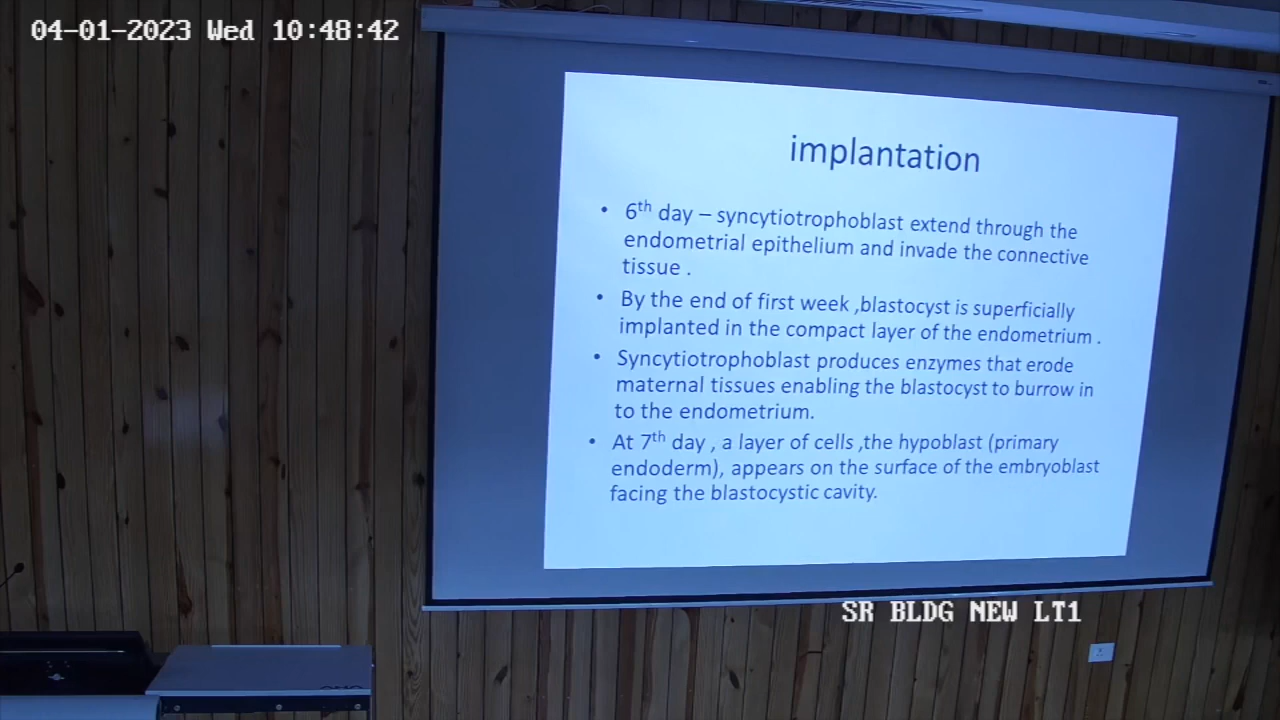 04-01-2023 Wed 10:48:42
implantation
• 6th day – syncytiotrophoblast extend through the
endometrial epithelium and invade the connective
tissue .
• By the end of first week ,blastocyst is superficially
implanted in the compact layer of the endometrium .
• Syncytiotrophoblast produces enzymes that erode
maternal tissues enabling the blastocyst to burrow in
to the endometrium.
• At 7th day , a layer of cells ,the hypoblast (primary
endoderm), appears on the surface of the embryoblast
facing the blastocystic cavity.
SR BLDG NEW LT1